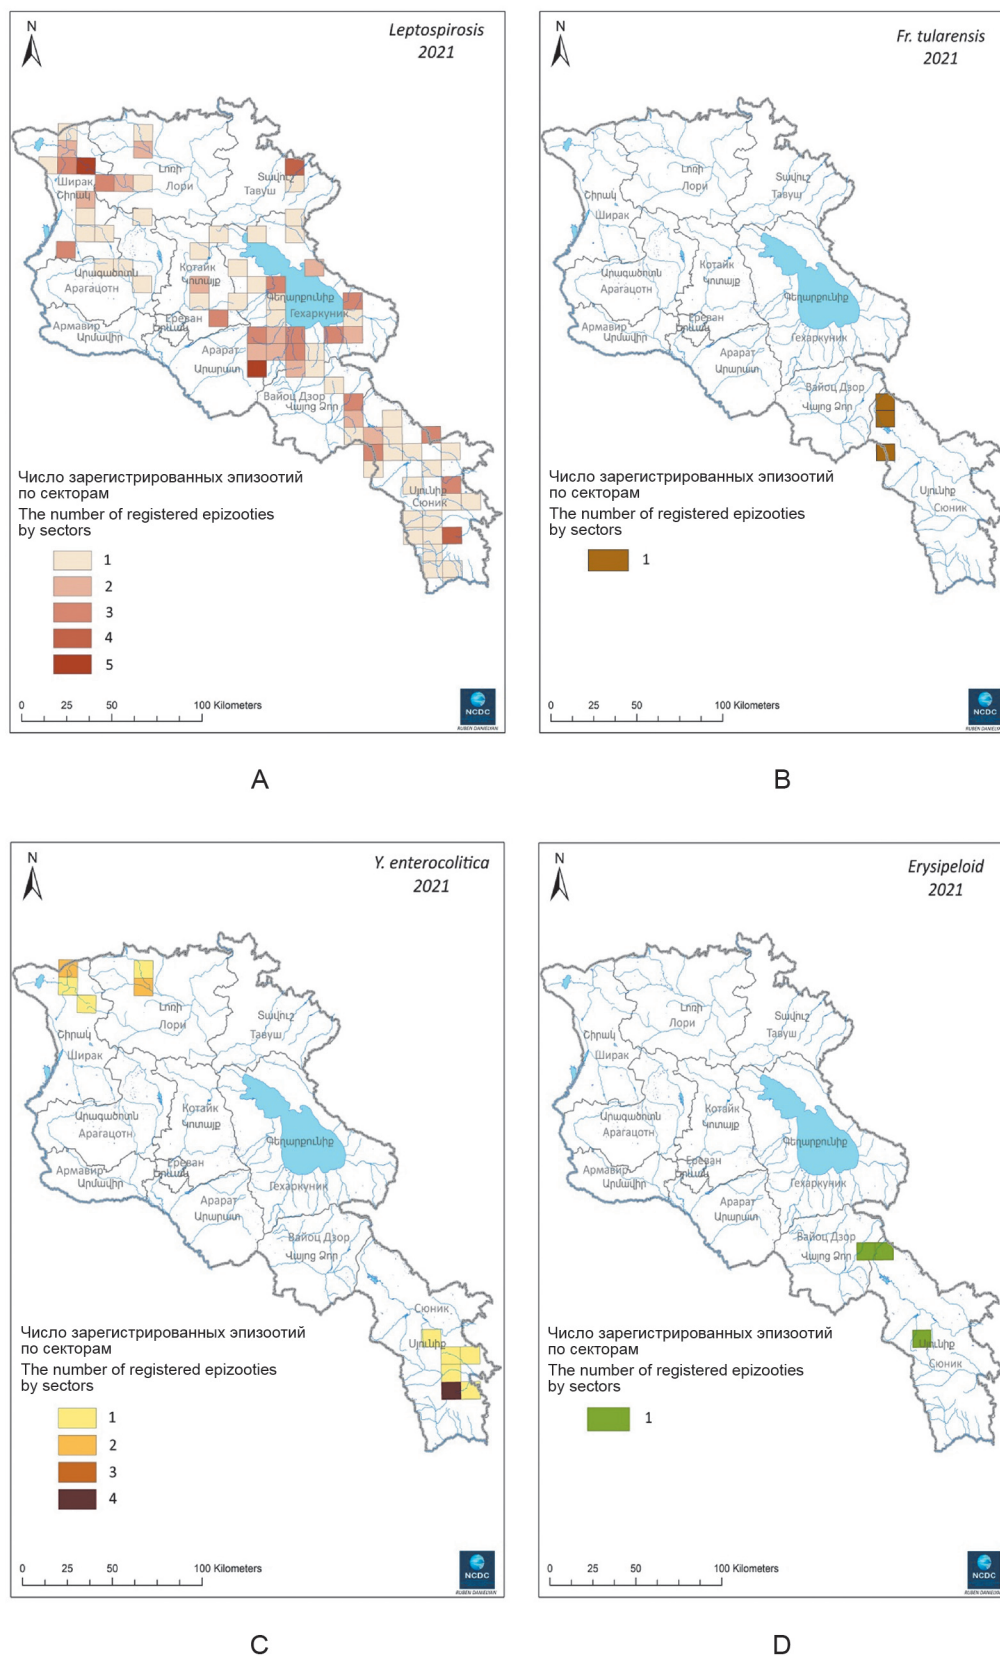 N
Leptospirosis
2021
Լոռի
Лори
Տավուշ
Тавуш
Ширак
Շիրակ
Котайк
Կոտայք
Արագածոտն
Арагацотн
Գեղարքունիք
Гехаркуник
Ереван
Երևան
Армавир
Արմավիր
Арарат
Արարատ
Вайоц Дзор
Վայոց Ձոր
Սյունիք
Сюник
Число зарегистрированных эпизоотий
по секторам
The number of registered epizooties
by sectors
1
2
3
4
5
0 25 50 100 Kilometers
NCDC
RUBEN DANIELYAN
A
N
Fr. tularensis
2021
Լոռի
Лори
Տավուշ
Тавуш
Շիրակ
Ширак
Котайк
Կոտայք
Արագածոտն
Арагацотн
Գեղարքունիք
Гехаркуник
Ереван
Երևան
Армавир
Արմավիր
Арарат
Արարատ
Вайоц Дзор
Վայոց Ձոր
Սյունիք
Сюник
Число зарегистрированных эпизоотий
по секторам
The number of registered epizooties
by sectors
1
0 25 50 100 Kilometers
NCDC
RUBEN DANIELYAN
B
N
Y. enterocolitica
2021
Լոռի
Лори
Տավուշ
Тавуш
Շիրակ
Ширак
Котайк
Կոտայք
Արագածոտն
Арагацотн
Գեղարքունիք
Гехаркуник
Ереван
Երևան
Армавир
Արմավիր
Арарат
Արարատ
Вайоц Дзор
Վայոց Ձոր
Сюник
Սյունիք
Число зарегистрированных эпизоотий
по секторам
The number of registered epizooties
by sectors
1
2
3
4
0 25 50 100 Kilometers
NCDC
RUBEN DANIELYAN
C
N
Erysipeloid
2021
Լոռի
Лори
Տավուշ
Тавуш
Շիրակ
Ширак
Котайк
Կոտայք
Արագածոտն
Арагацотн
Գեղարքունիք
Гехаркуник
Ереван
Երևան
Армавир
Արմավիր
Арарат
Արարատ
Вайоц Дзор
Վայոց Ձոր
Սյունիք
Сюник
Число зарегистрированных эпизоотий
по секторам
The number of registered epizooties
by sectors
1
0 25 50 100 Kilometers
NCDC
RUBEN DANIELYAN
D